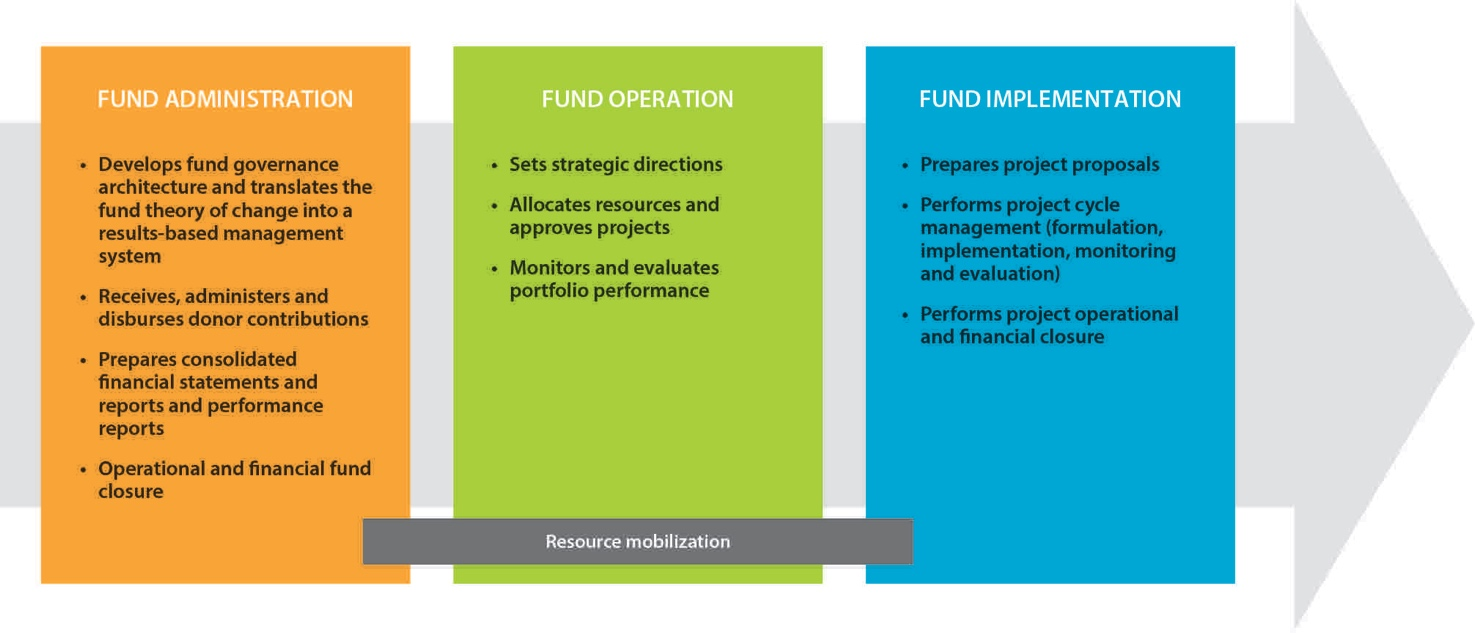 FUND ADMINISTRATION
• Develops fund governance
architecture and translates the
fund theory of change into a
results-based management
system
• Receives, administers and
disburses donor contributions
• Prepares consolidated
financial statements and
reports and performance
reports
• Operational and financial fund
closure
FUND OPERATION
• Sets strategic directions
• Allocates resources and
approves projects
• Monitors and evaluates
portfolio performance
FUND IMPLEMENTATION
• Prepares project proposals
• Performs project cycle
management (formulation,
implementation, monitoring
and evaluation)
• Performs project operational
and financial closure
Resource mobilization